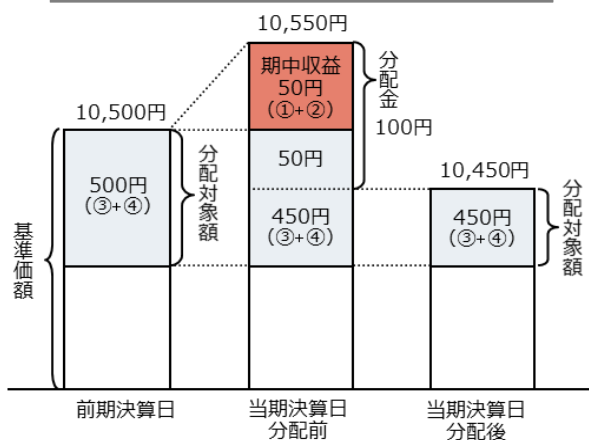 10,550円
期中収益
50円
(①+②)
分配金
100円
10,500円
500円
(③+④)
分配対象額
50円
450円
(③+④)
10,450円
450円
(③+④)
分配対象額
基準価額
前期決算日
当期決算日
分配前
当期決算日
分配後